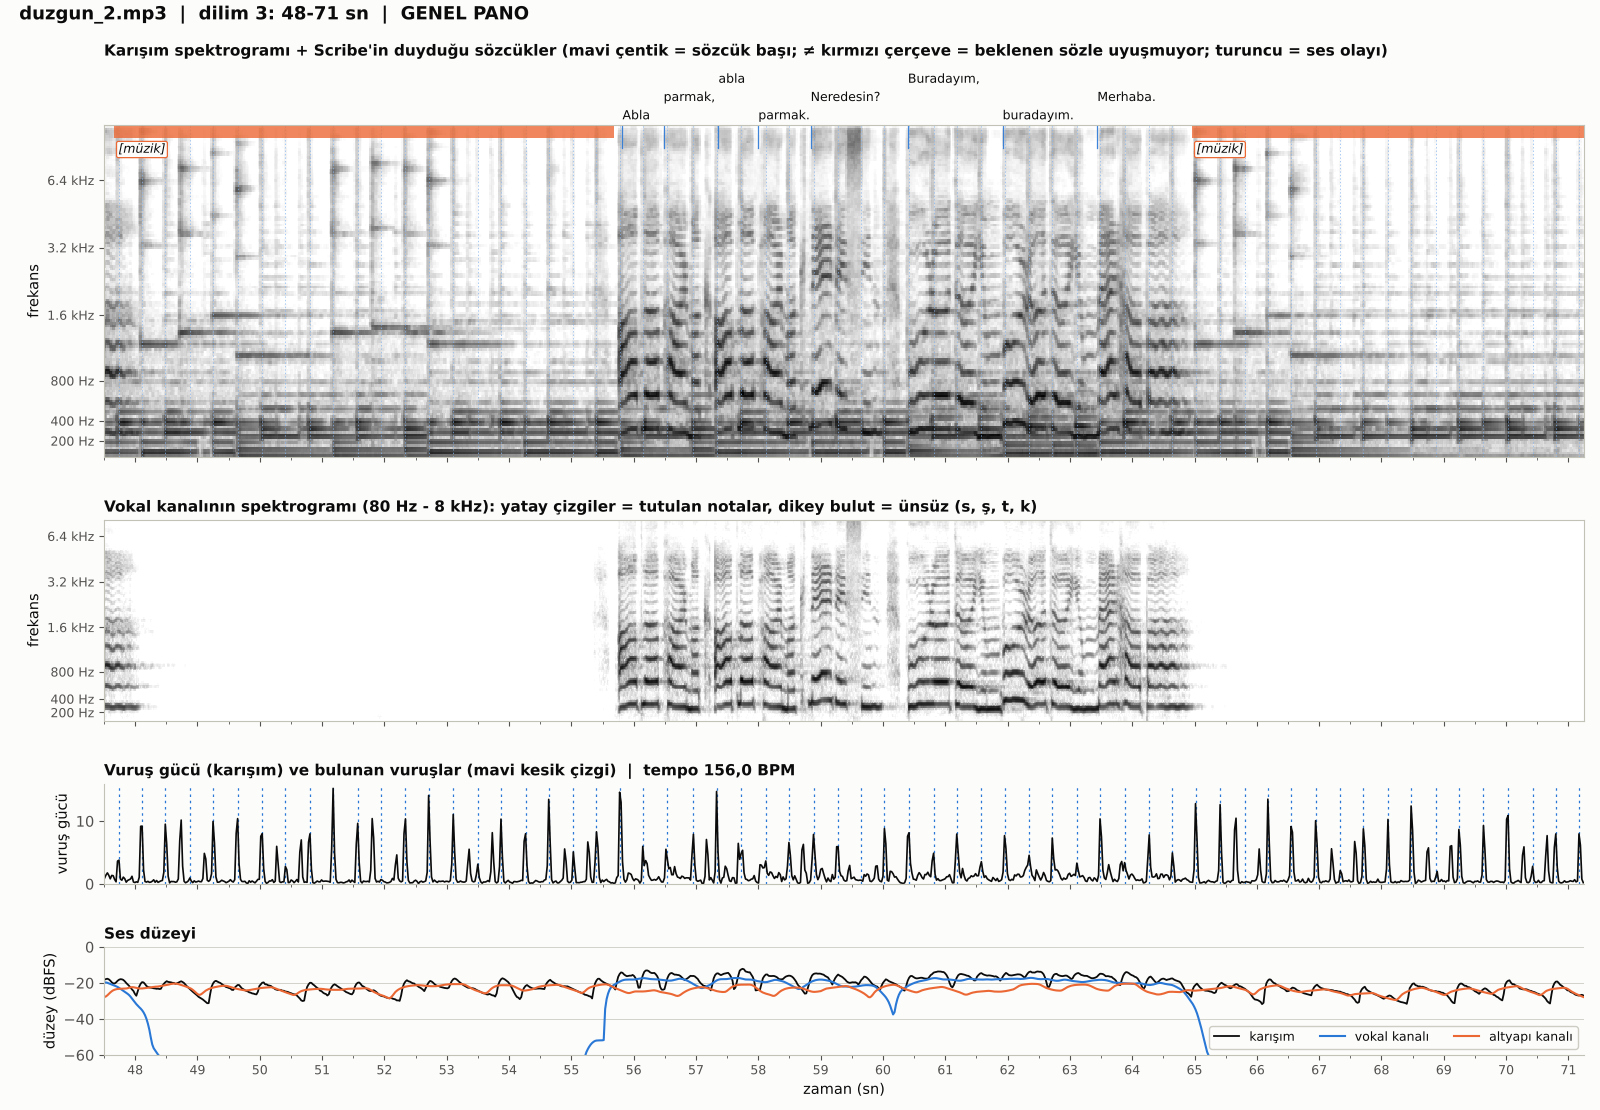 duzgun_2.mp3 | dilim 3: 48-71 sn | GENEL PANO
Karışım spektrogramı + Scribe'in duyduğu sözcükler (mavi çentik = sözcük başı; ≠ kırmızı çerçeve = beklenen sözle uyuşmuyor; turuncu = ses olayı)
abla
Buradayım,
parmak,
Neredesin?
Merhaba.
Abla
parmak.
buradayım.
[müzik]
[müzik]
frekans
6.4 kHz
3.2 kHz
1.6 kHz
800 Hz
400 Hz
200 Hz
Vokal kanalının spektrogramı (80 Hz - 8 kHz): yatay çizgiler = tutulan notalar, dikey bulut = ünsüz (s, ş, t, k)
frekans
6.4 kHz
3.2 kHz
1.6 kHz
800 Hz
400 Hz
200 Hz
Vuruş gücü (karışım) ve bulunan vuruşlar (mavi kesik çizgi) | tempo 156,0 BPM
vuruş gücü
10
0
Ses düzeyi
düzey (dBFS)
0
−20
−40
−60
karışım
vokal kanalı
altyapı kanalı
48 49 50 51 52 53 54 55 56 57 58 59 60 61 62 63 64 65 66 67 68 69 70 71
zaman (sn)